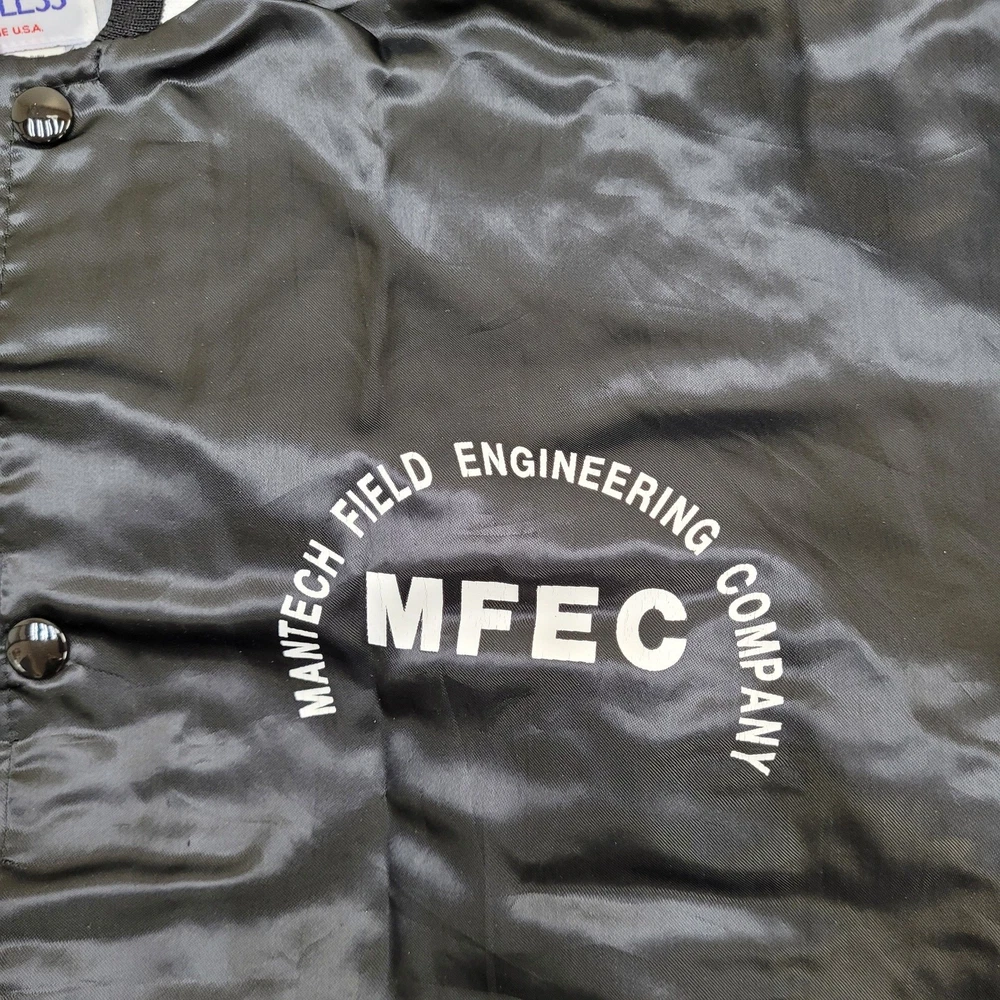 E U.S.A.
MANTECH FIELD ENGINEERING COMPANY
MFEC